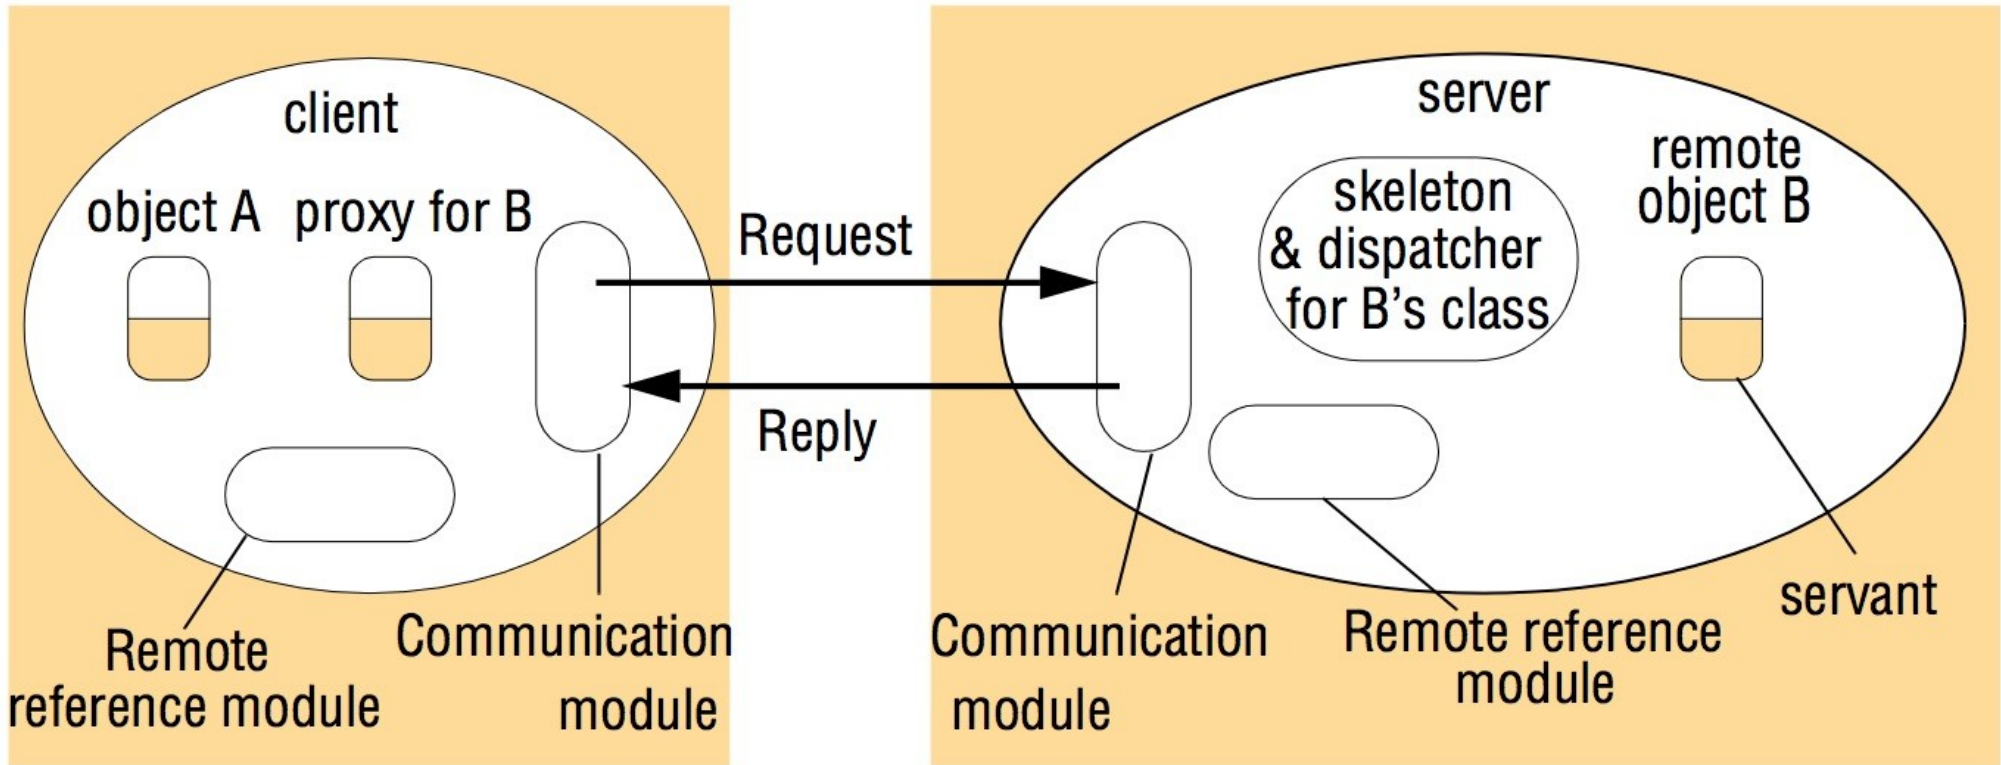 client
object A
proxy for B
Remote
reference module
Communication
module
Request
Reply
server
skeleton
& dispatcher
for B’s class
remote
object B
Communication
module
Remote reference
module
servant